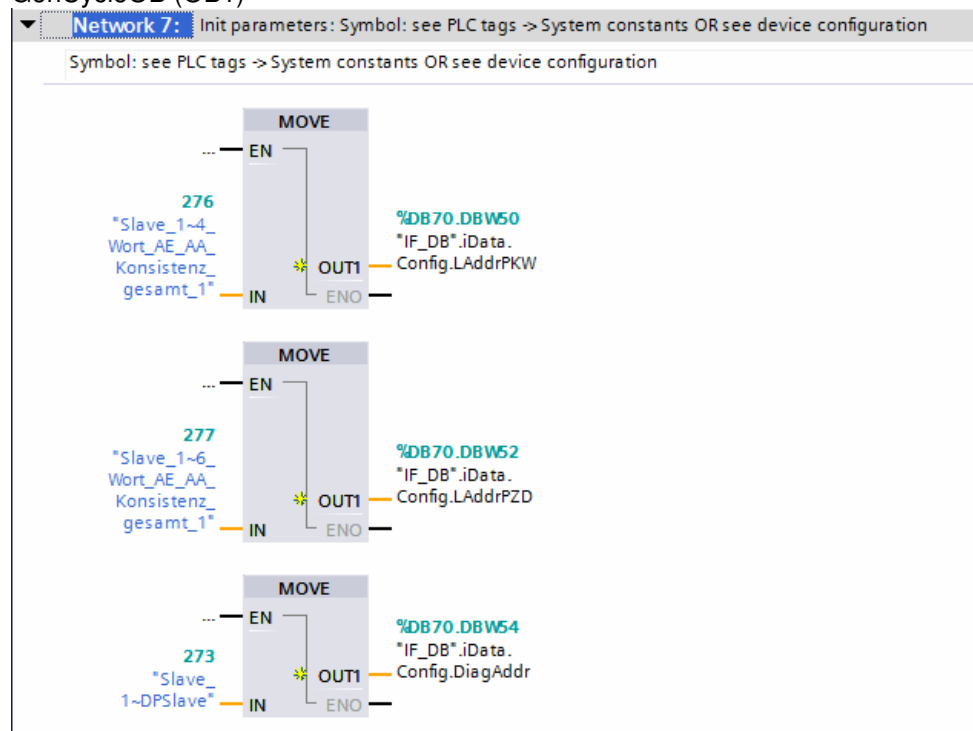 Network 7: Init parameters: Symbol: see PLC tags -> System constants OR see device configuration
Symbol: see PLC tags -> System constants OR see device configuration
MOVE
... EN
276
"Slave_1~4_
Wort_AE_AA_
Konsistenz_
gesamt_1" IN
%DB70.DBW50
"IF_DB".iData.
OUT1 Config.LAddrPKW
ENO
MOVE
... EN
277
"Slave_1~6_
Wort_AE_AA_
Konsistenz_
gesamt_1" IN
%DB70.DBW52
"IF_DB".iData.
OUT1 Config.LAddrPZD
ENO
MOVE
... EN
273
"Slave_
1~DPSlave" IN
%DB70.DBW54
"IF_DB".iData.
OUT1 Config.DiagAddr
ENO